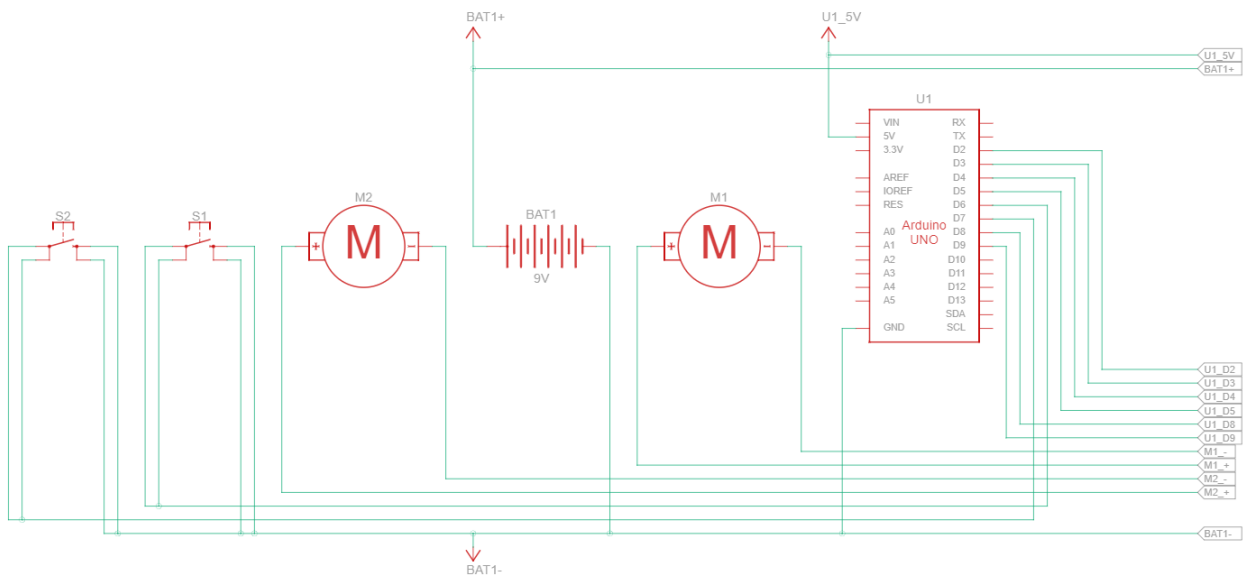 BAT1+
U1_5V
U1_5V
BAT1+
U1
VIN
RX
5V
TX
3.3V
D2
D3
AREF
D4
IOREF
D5
RES
D6
D7
A0
D8
A1
D9
A2
D10
A3
D11
A4
D12
A5
D13
SDA
GND
SCL
Arduino
UNO
S2
S1
M2
M
+
-
BAT1
9V
M1
M
+
-
U1_D2
U1_D3
U1_D4
U1_D5
U1_D8
U1_D9
M1_-
M1_+
M2_-
M2_+
BAT1-
BAT1-